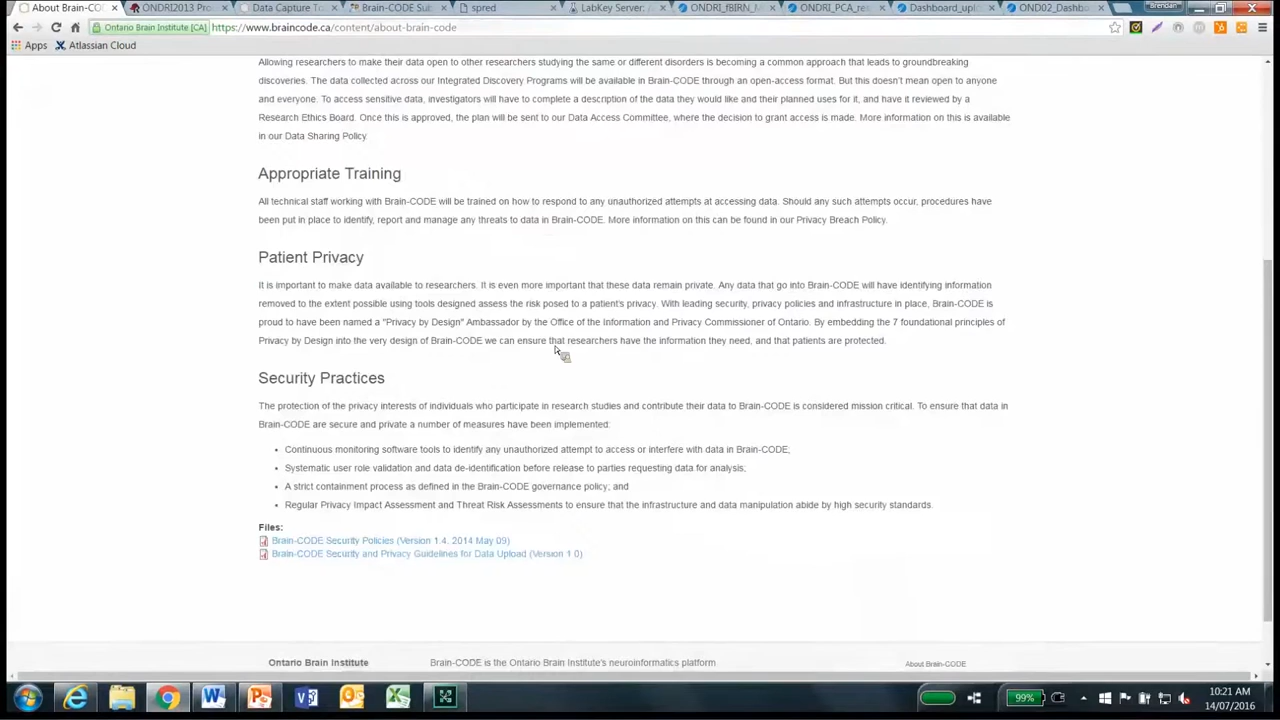 About Brain-CO
ONDRI2013 Pro
Data Capture To
Brain-CODE Sub
spred
LabKey Server: /
ONDRI_fBIRN_M
ONDRI_PCA_res
Dashboard_uplo
OND02_Dashbo
Brendan
Ontario Brain Institute [CA] https://www.braincode.ca/content/about-brain-code
Apps Atlassian Cloud
Allowing researchers to make their data open to other researchers studying the same or different disorders is becoming a common approach that leads to groundbreaking
discoveries. The data collected across our Integrated Discovery Programs will be available in Brain-CODE through an open-access format. But this doesn't mean open to anyone
and everyone. To access sensitive data, investigators will have to complete a description of the data they would like and their planned uses for it, and have it reviewed by a
Research Ethics Board. Once this is approved, the plan will be sent to our Data Access Committee, where the decision to grant access is made. More information on this is available
in our Data Sharing Policy.
Appropriate Training
All technical staff working with Brain-CODE will be trained on how to respond to any unauthorized attempts at accessing data. Should any such attempts occur, procedures have
been put in place to identify, report and manage any threats to data in Brain-CODE. More information on this can be found in our Privacy Breach Policy.
Patient Privacy
It is important to make data available to researchers. It is even more important that these data remain private. Any data that go into Brain-CODE will have identifying information
removed to the extent possible using tools designed assess the risk posed to a patient's privacy. With leading security, privacy policies and infrastructure in place, Brain-CODE is
proud to have been named a "Privacy by Design" Ambassador by the Office of the Information and Privacy Commissioner of Ontario. By embedding the 7 foundational principles of
Privacy by Design into the very design of Brain-CODE we can ensure that researchers have the information they need, and that patients are protected.
Security Practices
The protection of the privacy interests of individuals who participate in research studies and contribute their data to Brain-CODE is considered mission critical. To ensure that data in
Brain-CODE are secure and private a number of measures have been implemented:
• Continuous monitoring software tools to identify any unauthorized attempt to access or interfere with data in Brain-CODE;
• Systematic user role validation and data de-identification before release to parties requesting data for analysis;
• A strict containment process as defined in the Brain-CODE governance policy; and
• Regular Privacy Impact Assessment and Threat Risk Assessments to ensure that the infrastructure and data manipulation abide by high security standards.
Files:
Brain-CODE Security Policies (Version 1.4, 2014 May 09)
Brain-CODE Security and Privacy Guidelines for Data Upload (Version 1 0)
Ontario Brain Institute
Brain-CODE is the Ontario Brain Institute's neuroinformatics platform
About Brain-CODE
99%
10:21 AM
14/07/2016